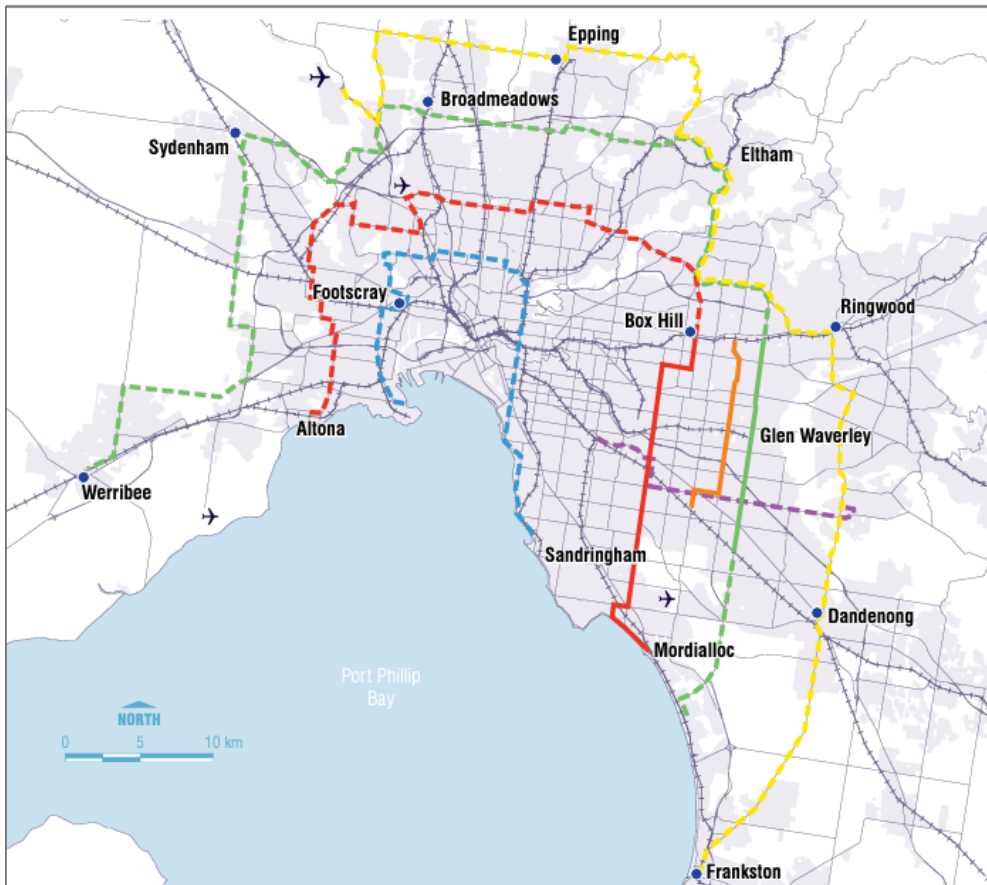 Epping
Broadmeadows
Sydenham
Eltham
Footscray
Ringwood
Box Hill
Altona
Glen Waverley
Werribee
Sandringham
Dandenong
Mordialloc
Port Phillip
Bay
NORTH
0 5 10 km
Frankston